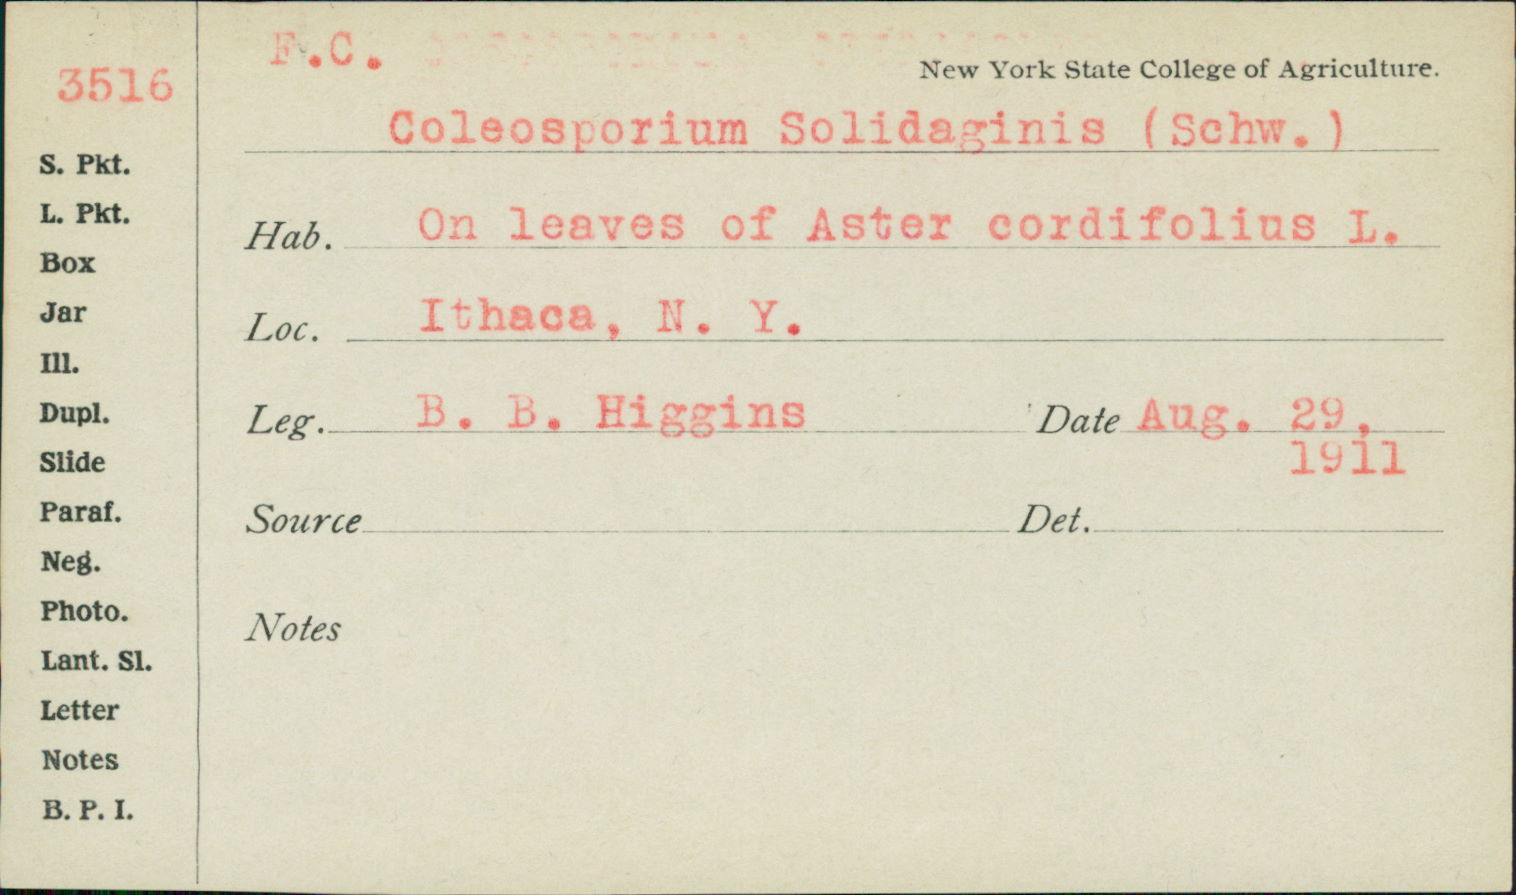 F.C.
New York State College of Agriculture.
3516
Coleosporium Solidaginis (Schw.)
S. Pkt.
L. Pkt.
Box
Jar
Ill.
Dupl.
Slide
Paraf.
Neg.
Photo.
Lant. Sl.
Letter
Notes
B. P. I.
Hab. On leaves of Aster cordifolius L.
Loc. Ithaca, N. Y.
Leg. B. B. Higgins Date Aug. 29,
1911
Source Det.
Notes